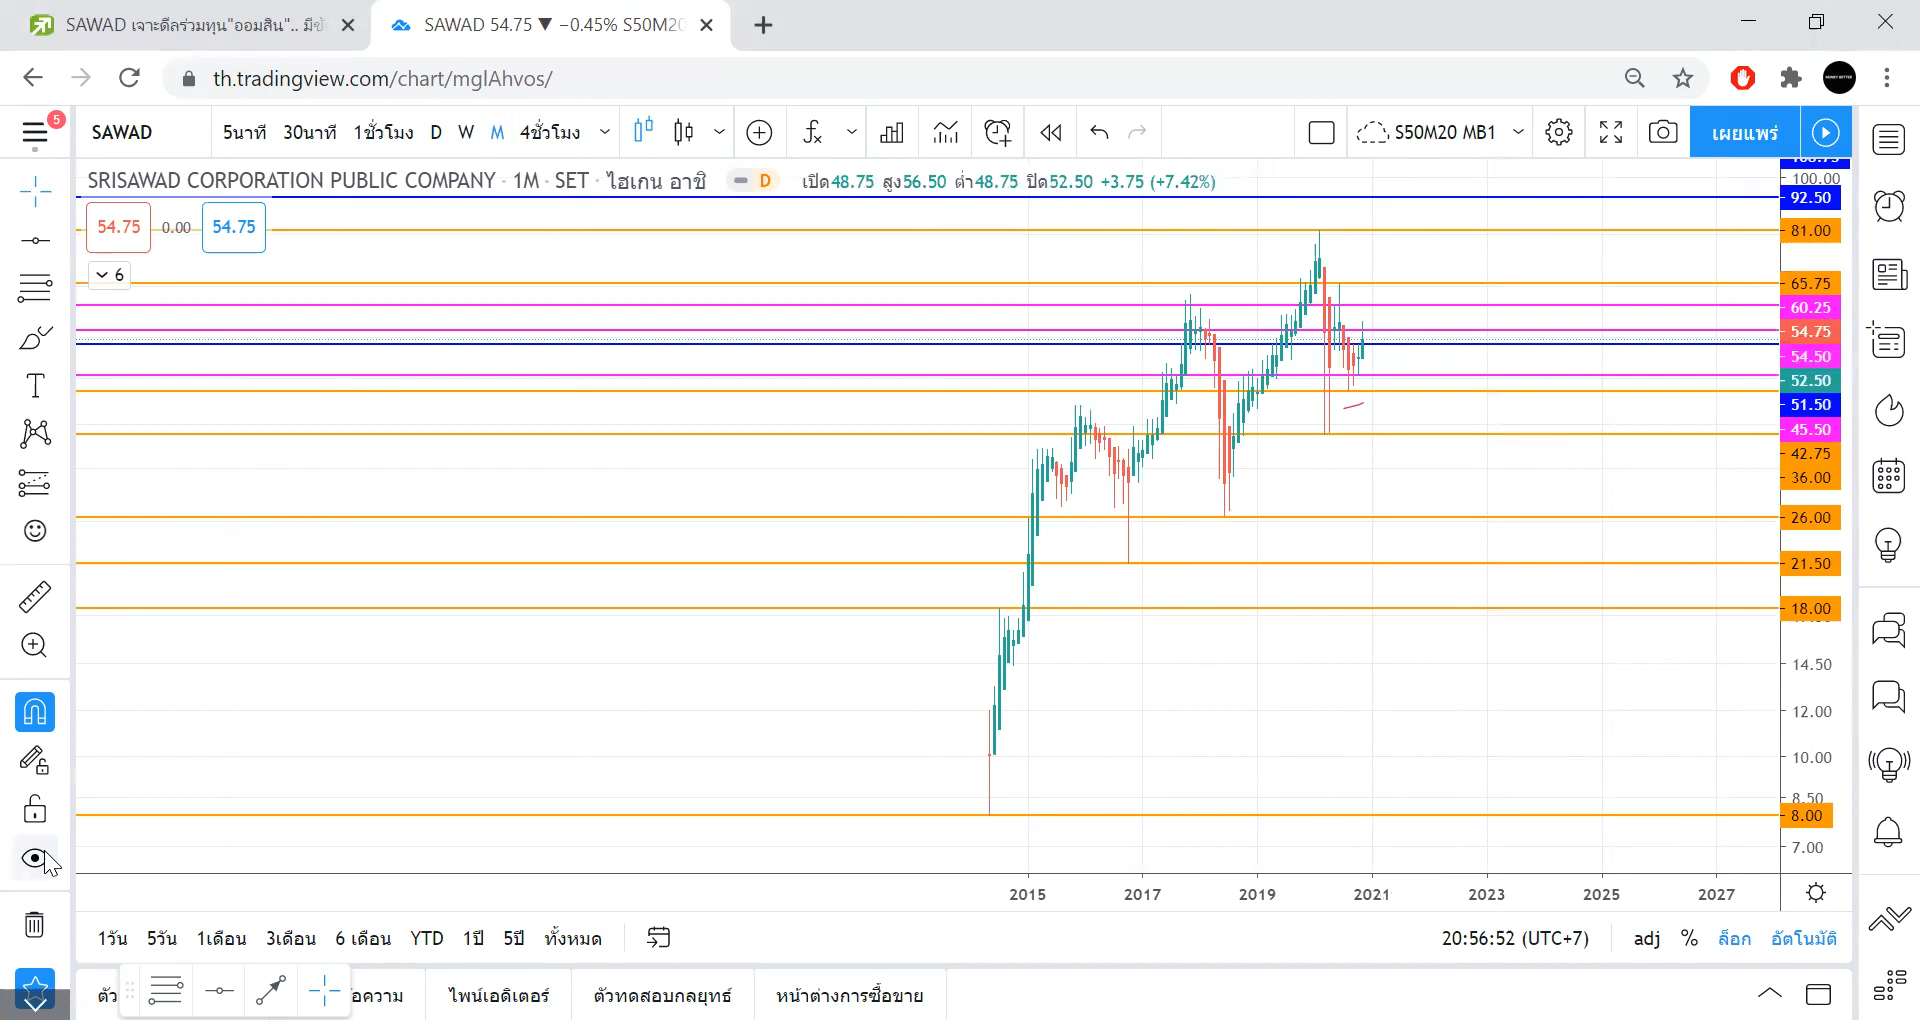 SAWAD เจาะดีลร่วมทุน"ออมสิน".. มีข่
SAWAD 54.75 ▼ −0.45% S50M20
th.tradingview.com/chart/mglAhvos/
5
SAWAD
5นาที
30นาที
1ชั่วโมง
D
W
M
4ชั่วโมง
S50M20 MB1
เผยแพร่
SRISAWAD CORPORATION PUBLIC COMPANY · 1M · SET · ไฮเกน อาชิ
D
เปิด48.75 สูง56.50 ต่ำ48.75 ปิด52.50 +3.75 (+7.42%)
54.75
0.00
54.75
6
100.00
92.50
81.00
65.75
60.25
54.75
54.50
52.50
51.50
45.50
42.75
36.00
26.00
21.50
18.00
14.50
12.00
10.00
8.50
8.00
7.00
2015
2017
2019
2021
2023
2025
2027
1วัน
5วัน
1เดือน
3เดือน
6 เดือน
YTD
1ปี
5ปี
ทั้งหมด
20:56:52 (UTC+7)
adj
%
ล็อก
อัตโนมัติ
ตัว
อความ
ไพน์เอดิเตอร์
ตัวทดสอบกลยุทธ์
หน้าต่างการซื้อขาย